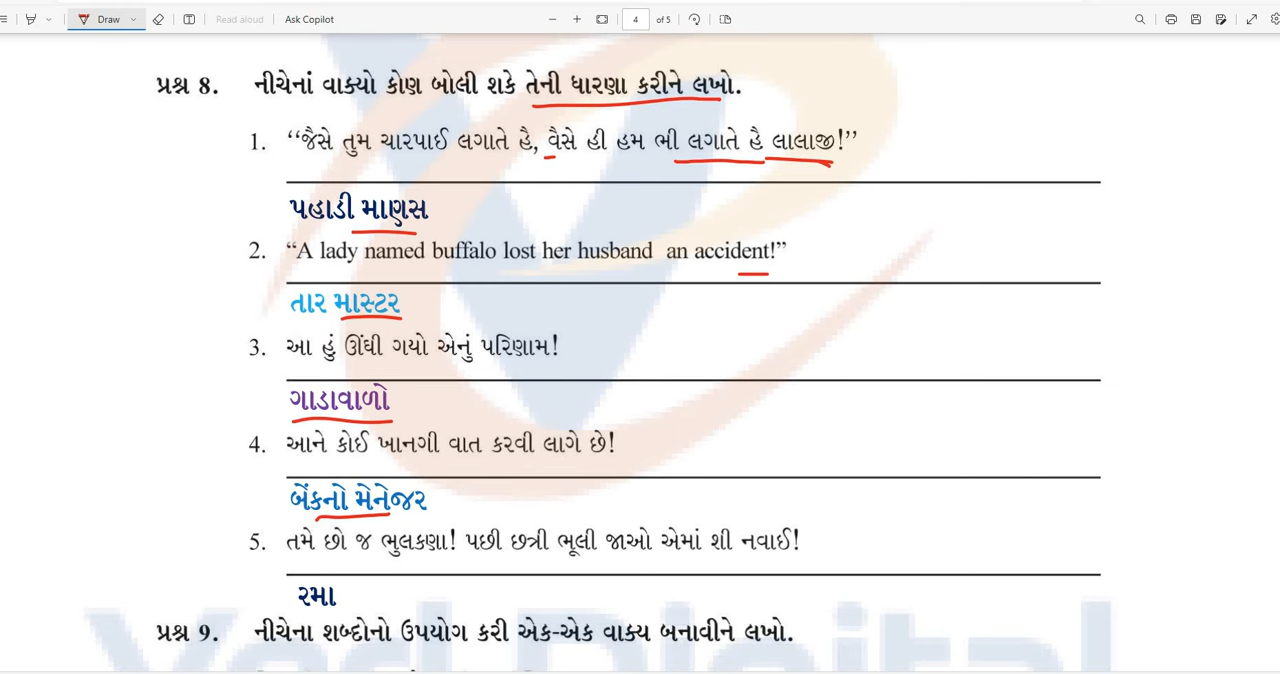 Draw
Read aloud
Ask Copilot
4 of 5
પ્રશ્ન 8. નીચેનાં વાક્યો કોણ બોલી શકે તેની ધારણા કરીને લખો.
1. ‘‘જૈસે તુમ ચારપાઈ લગાતે હૈ, વૈસે હી હમ ભી લગાતે હૈ લાલાજી!’’
પહાડી માણસ
2. “A lady named buffalo lost her husband an accident!”
તાર માસ્ટર
3. આ હું ઊંઘી ગયો એનું પરિણામ!
ગાડાવાળો
4. આને કોઈ ખાનગી વાત કરવી લાગે છે!
બેંકનો મેનેજર
5. તમે છો જ ભુલકણા! પછી છત્રી ભૂલી જાઓ એમાં શી નવાઈ!
રમા
પ્રશ્ન 9. નીચેના શબ્દોનો ઉપયોગ કરી એક-એક વાક્ય બનાવીને લખો.